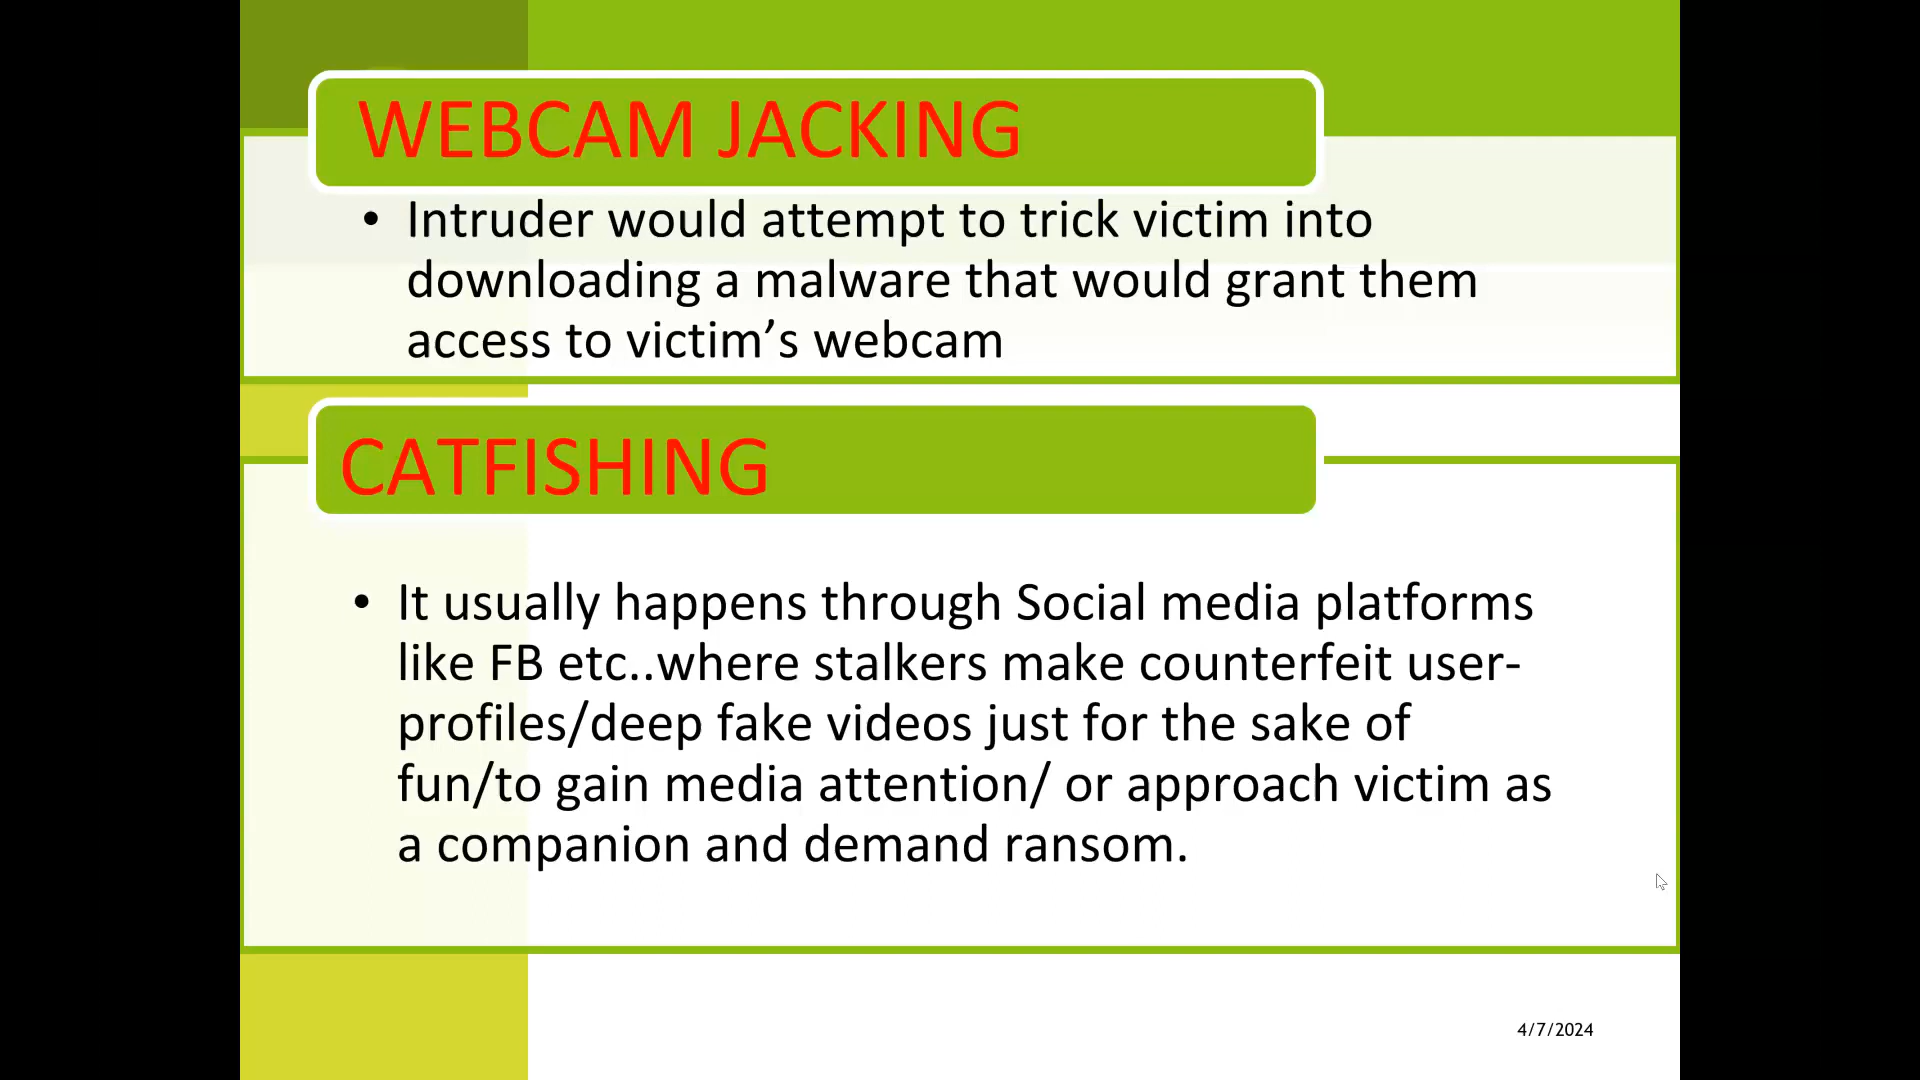 WEBCAM JACKING
• Intruder would attempt to trick victim into
downloading a malware that would grant them
access to victim’s webcam
CATFISHING
• It usually happens through Social media platforms
like FB etc..where stalkers make counterfeit user-
profiles/deep fake videos just for the sake of
fun/to gain media attention/ or approach victim as
a companion and demand ransom.
4/7/2024